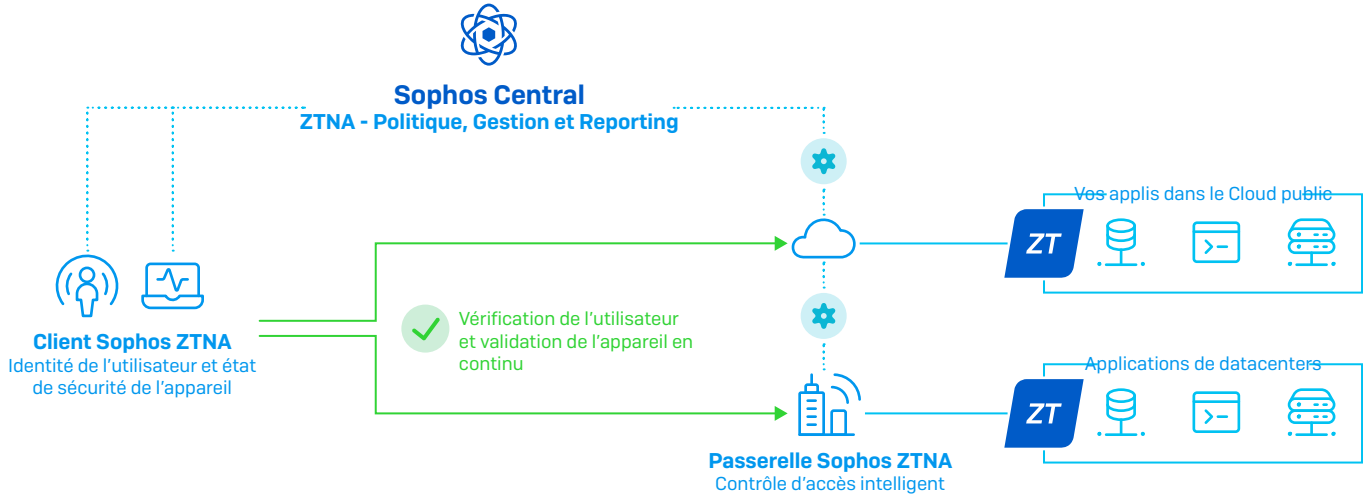 Sophos Central
ZTNA - Politique, Gestion et Reporting
Vos applis dans le Cloud public
ZT
Client Sophos ZTNA
Identité de l'utilisateur et état
de sécurité de l'appareil
Vérification de l'utilisateur
et validation de l'appareil en
continu
Applications de datacenters
ZT
Passerelle Sophos ZTNA
Contrôle d'accès intelligent